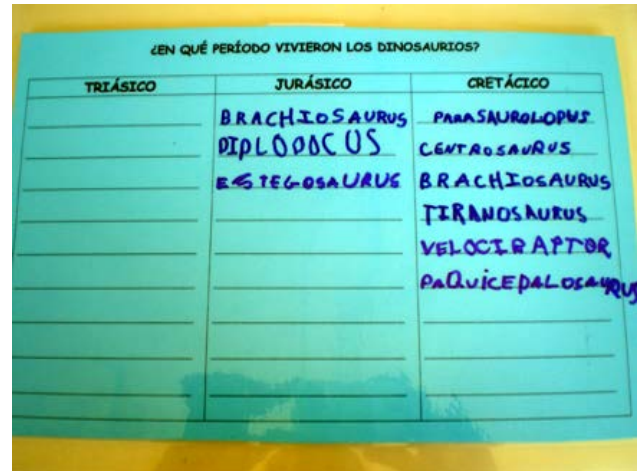 ¿EN QUÉ PERÍODO VIVIERON LOS DINOSAURIOS?
TRIÁSICO JURÁSICO CRETÁCICO
BRACHIOSAURUS PARASAUROLOPUS
DIPLODOCUS CENTROSAURUS
ESTEGOSAURUS BRACHIOSAURUS
TIRANOSAURUS
VELOCIRAPTOR
PAQUICEPALOSAURUS